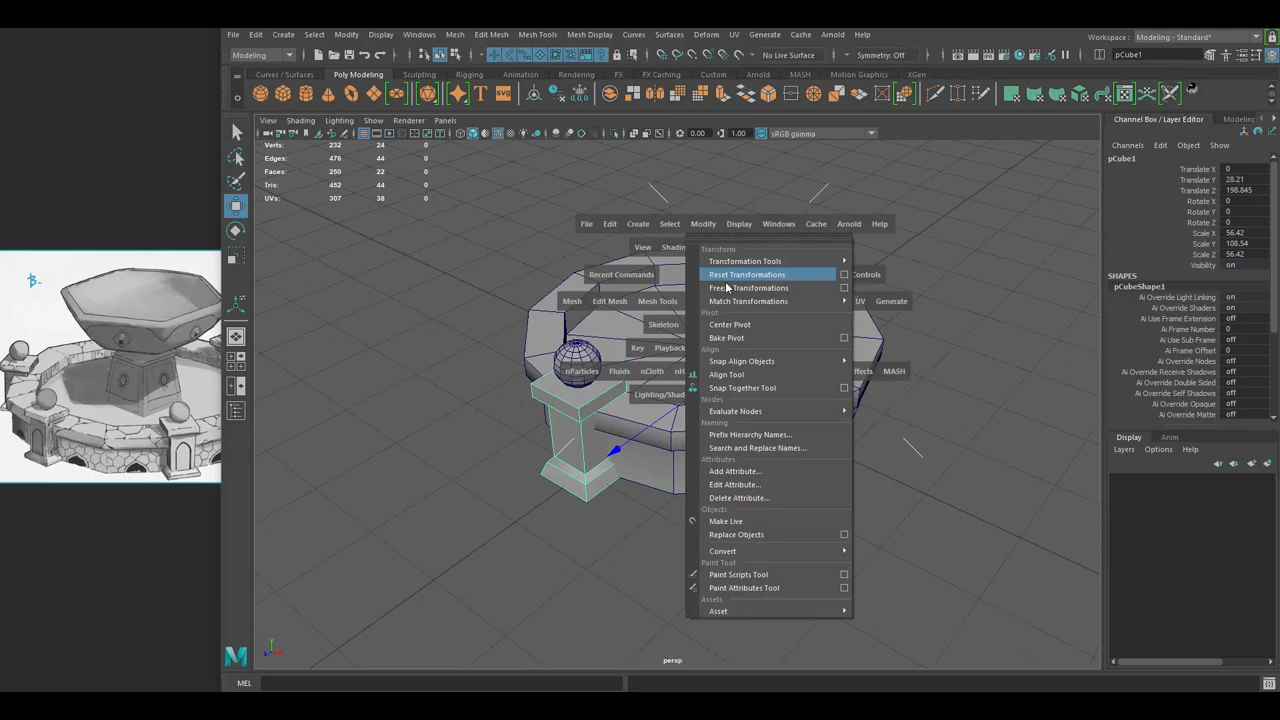 File Edit Create Select Modify Display Windows Mesh Edit Mesh Mesh Tools Mesh Display Curves Surfaces Deform UV Generate Cache Arnold Help
Workspace: Modeling - Standard*
Modeling
No Live Surface
Symmetry: Off
pCube1
Curves / Surfaces Poly Modeling Sculpting Rigging Animation Rendering FX FX Caching Custom Arnold MASH Motion Graphics XGen
View Shading Lighting Show Renderer Panels
0.00 1.00 sRGB gamma
Verts: 232 24 0
Edges: 476 44 0
Faces: 250 22 0
Tris: 452 44 0
UVs: 307 38 0
B-
File Edit Create Select Modify Display Windows Cache Arnold Help
View
Recent Commands
Controls
Mesh Edit Mesh Mesh Tools
UV Generate
Skeleton
Key
nParticles Fluids
MASH
Transform
Transformation Tools
Reset Transformations
Freeze Transformations
Match Transformations
Pivot
Center Pivot
Bake Pivot
Align
Snap Align Objects
Align Tool
Snap Together Tool
Nodes
Evaluate Nodes
Naming
Prefix Hierarchy Names...
Search and Replace Names...
Attributes
Add Attribute...
Edit Attribute...
Delete Attribute...
Objects
Make Live
Replace Objects
Convert
Paint Tool
Paint Scripts Tool
Paint Attributes Tool
Assets
Asset
persp
MEL
Channel Box / Layer Editor
Channels Edit Object Show
pCube1
Translate X 0
Translate Y 28.21
Translate Z 198.845
Rotate X 0
Rotate Y 0
Rotate Z 0
Scale X 56.42
Scale Y 108.54
Scale Z 56.42
Visibility on
SHAPES
pCubeShape1
Ai Override Light Linking on
Ai Override Shaders on
Ai Use Frame Extension off
Ai Frame Number 0
Ai Use Sub Frame off
Ai Frame Offset 0
Ai Override Nodes off
Ai Override Receive Shadows off
Ai Override Double Sided off
Ai Override Self Shadows off
Ai Override Opaque off
Ai Override Matte off
Display Anim
Layers Options Help